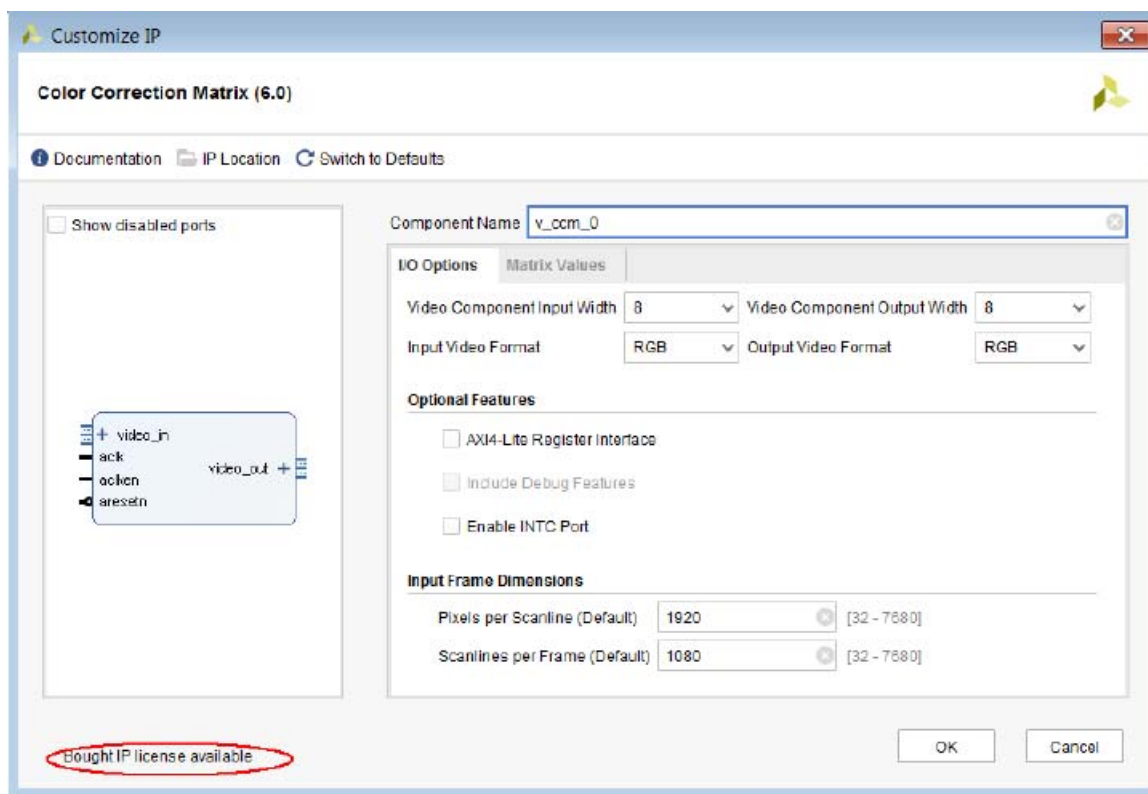 Customize IP
Color Correction Matrix (6.0)
Documentation IP Location Switch to Defaults
Show disabled ports
Component Name v_ccm_0
I/O Options Matrix Values
Video Component Input Width 8 Video Component Output Width 8
Input Video Format RGB Output Video Format RGB
Optional Features
AXI4-Lite Register Interface
Include Debug Features
Enable INTC Port
video_in
aclk
video_out
aclken
aresetn
Input Frame Dimensions
Pixels per Scanline (Default) 1920 [32 - 7680]
Scanlines per Frame (Default) 1080 [32 - 7680]
Bought IP license available
OK Cancel